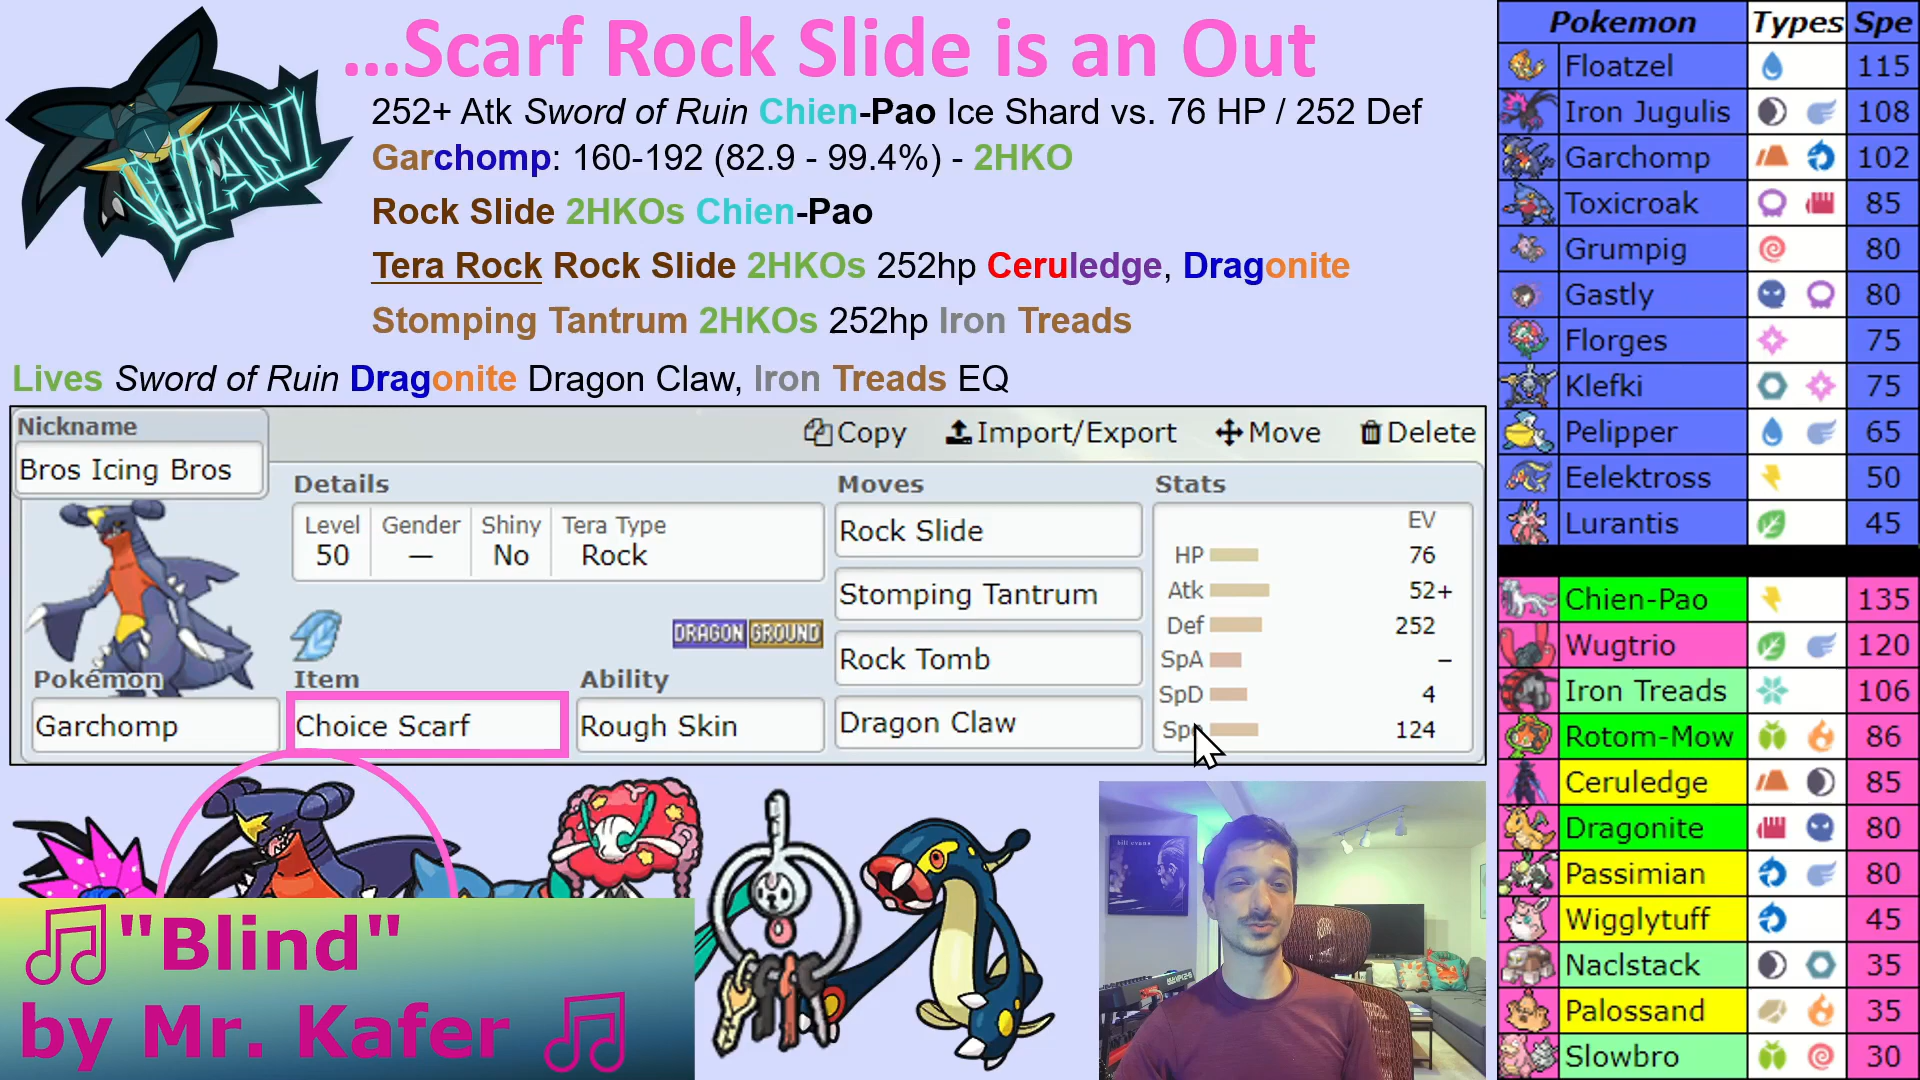 ...Scarf Rock Slide is an Out
UAV
252+ Atk Sword of Ruin Chien-Pao Ice Shard vs. 76 HP / 252 Def
Garchomp: 160-192 (82.9 - 99.4%) - 2HKO
Rock Slide 2HKOs Chien-Pao
Tera Rock Rock Slide 2HKOs 252hp Ceruledge, Dragonite
Stomping Tantrum 2HKOs 252hp Iron Treads
Lives Sword of Ruin Dragonite Dragon Claw, Iron Treads EQ
Nickname
Bros Icing Bros
Copy Import/Export Move Delete
Details
Level Gender Shiny Tera Type
50 — No Rock
DRAGON GROUND
Pokémon
Garchomp
Item
Choice Scarf
Ability
Rough Skin
Moves
Rock Slide
Stomping Tantrum
Rock Tomb
Dragon Claw
Stats
EV
HP 76
Atk 52+
Def 252
SpA –
SpD 4
Spe 124
"Blind"
by Mr. Kafer
bill evans
Pokemon Types Spe
Floatzel 115
Iron Jugulis 108
Garchomp 102
Toxicroak 85
Grumpig 80
Gastly 80
Florges 75
Klefki 75
Pelipper 65
Eelektross 50
Lurantis 45
Chien-Pao 135
Wugtrio 120
Iron Treads 106
Rotom-Mow 86
Ceruledge 85
Dragonite 80
Passimian 80
Wigglytuff 45
Naclstack 35
Palossand 35
Slowbro 30